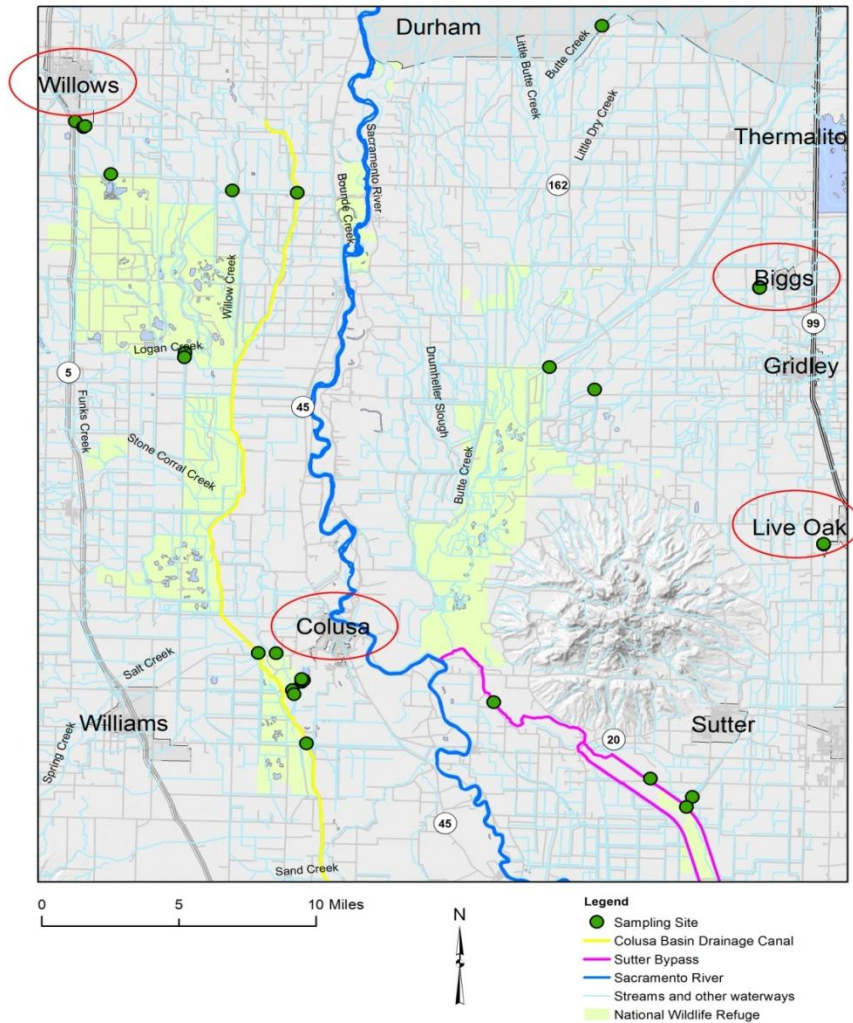 Durham
Butte Creek
Little Butte Creek
Willows
Little Dry Creek
Sacramento River
Thermalito
162
Bounde Creek
Willow Creek
Biggs
99
Logan Creek
Drumheller Slough
Gridley
5
45
Funks Creek
Stone Corral Creek
Butte Creek
Live Oak
Colusa
Salt Creek
Williams
Sutter
Spring Creek
20
45
Sand Creek
0 5 10 Miles
N
Legend
Sampling Site
Colusa Basin Drainage Canal
Sutter Bypass
Sacramento River
Streams and other waterways
National Wildlife Refuge